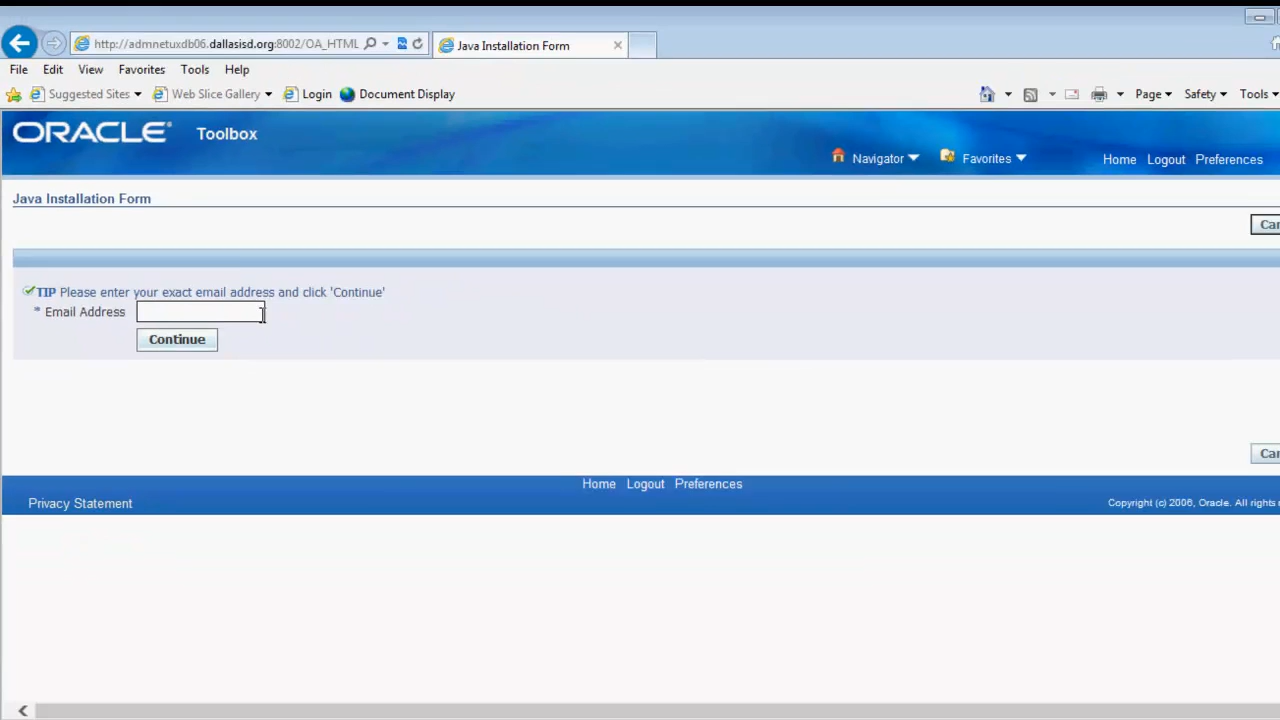 http://admnetuxdb06.dallasisd.org:8002/OA_HTML
Java Installation Form
File Edit View Favorites Tools Help
Suggested Sites Web Slice Gallery Login Document Display Page Safety Tools
ORACLE Toolbox
Navigator Favorites Home Logout Preferences
Java Installation Form
Can
TIP Please enter your exact email address and click 'Continue'
* Email Address
Continue
Can
Home Logout Preferences
Privacy Statement
Copyright (c) 2006, Oracle. All rights